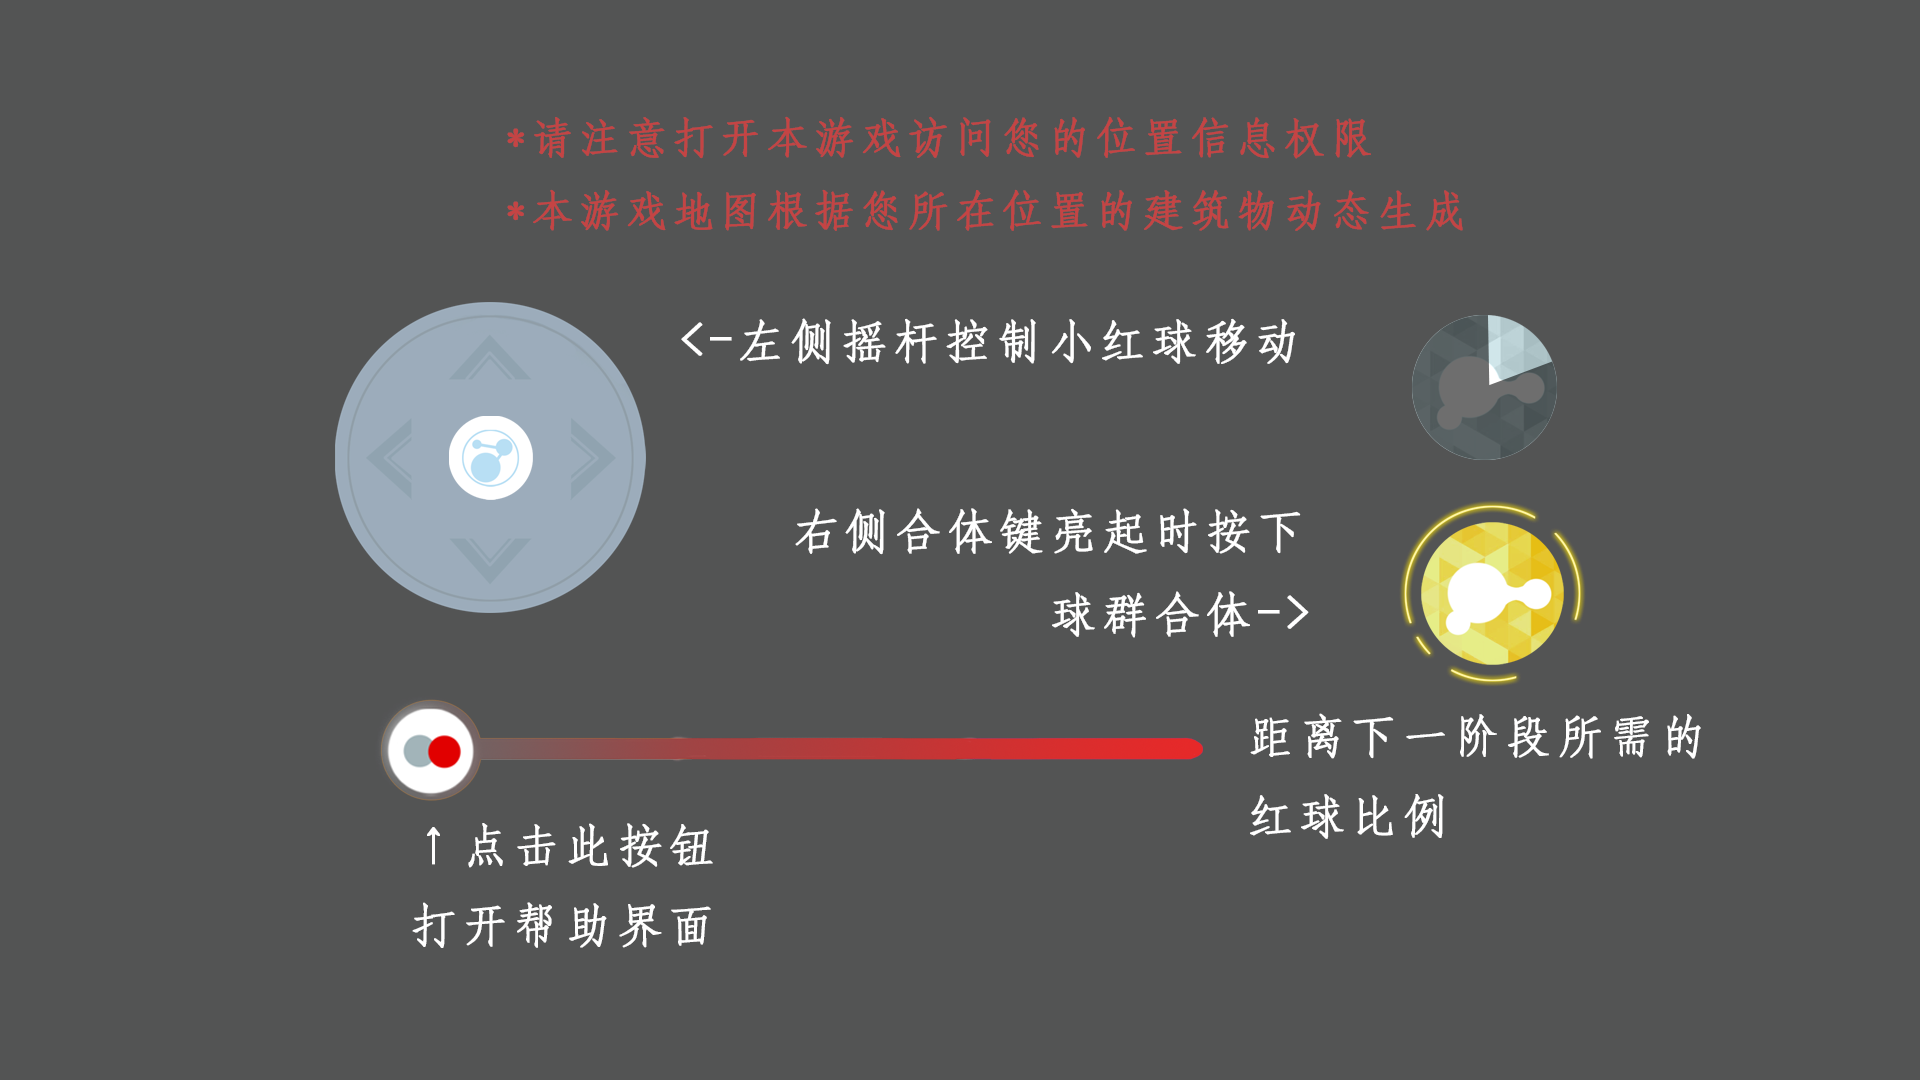 *请注意打开本游戏访问您的位置信息权限
*本游戏地图根据您所在位置的建筑物动态生成
<-左侧摇杆控制小红球移动
右侧合体键亮起时按下
球群合体->
距离下一阶段所需的
红球比例
↑点击此按钮
打开帮助界面